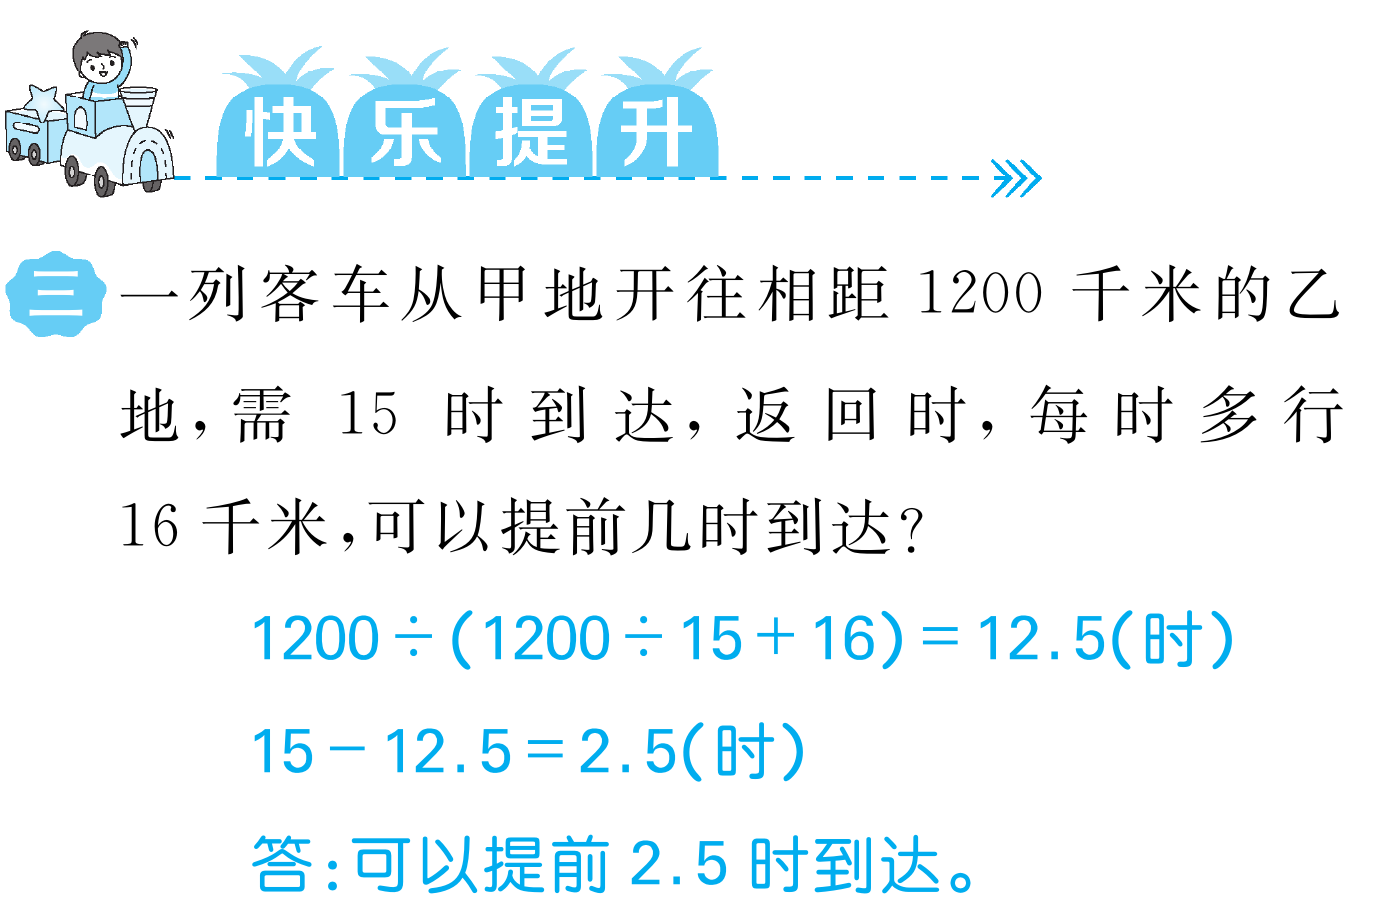 快乐提升
三 一列客车从甲地开往相距 1200 千米的乙
地,需 15 时到达,返回时,每时多行
16 千米,可以提前几时到达?
1200÷(1200÷15+16)=12.5(时)
15-12.5=2.5(时)
答:可以提前 2.5 时到达。